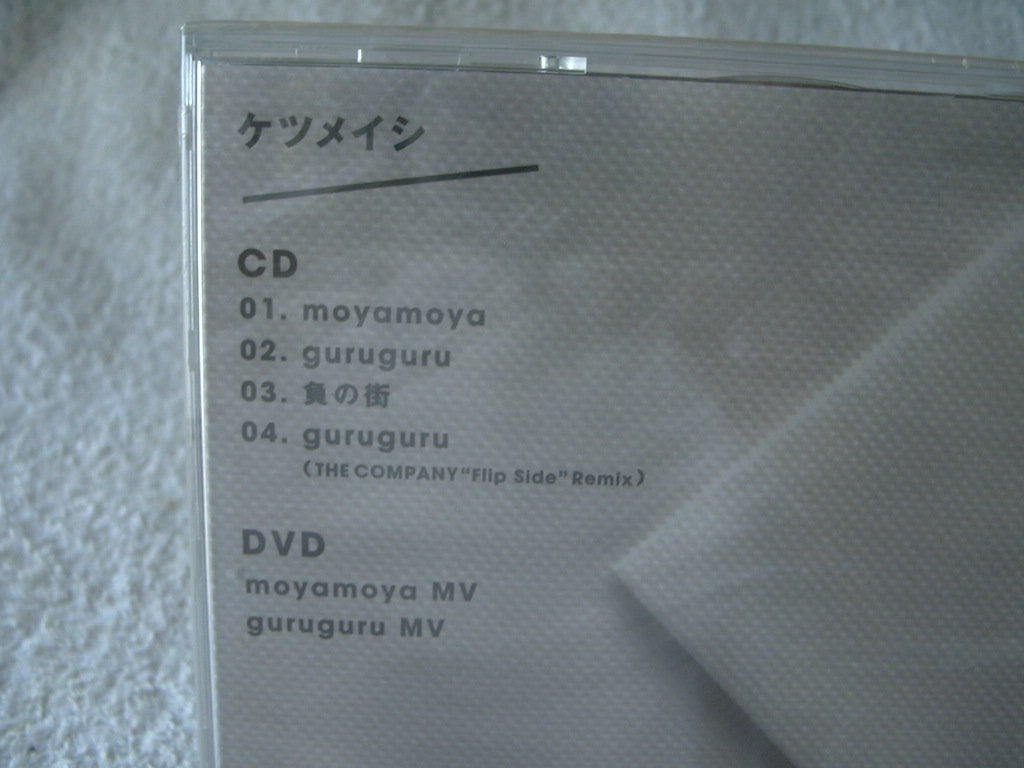 ケツメイシ
CD
01. moyamoya
02. guruguru
03. 負の街
04. guruguru
(THE COMPANY "Flip Side" Remix)
DVD
moyamoya MV
guruguru MV